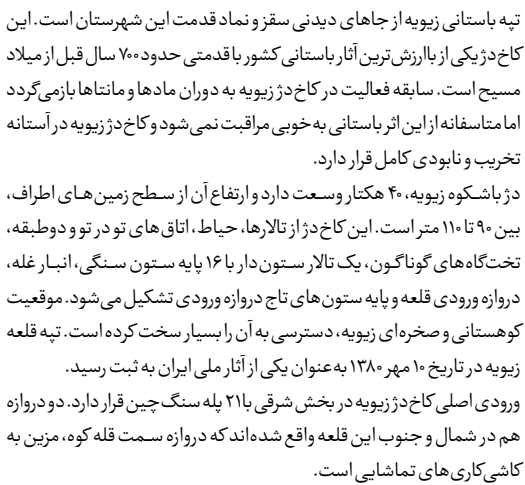 تپه باستانی زیویه از جاهای دیدنی سقز و نماد قدمت این شهرستان است. این
کاخ‌دژ یکی از باارزش‌ترین آثار باستانی کشور با قدمتی حدود ۷۰۰ سال قبل از میلاد
مسیح است. سابقه فعالیت در کاخ‌دژ زیویه به دوران مادها و مانتاها بازمی‌گردد
اما متاسفانه از این اثر باستانی به خوبی مراقبت نمی‌شود و کاخ‌دژ زیویه در آستانه
تخریب و نابودی کامل قرار دارد.
دژ باشکوه زیویه، ۴۰ هکتار وسعت دارد و ارتفاع آن از سطح زمین‌های اطراف،
بین ۹۰ تا ۱۱۰ متر است. این کاخ‌دژ از تالارها، حیاط، اتاق‌های تو در تو و دوطبقه،
تختگاه‌های گوناگون، یک تالار ستون‌دار با ۱۶ پایه ستون سنگی، انبار غله،
دروازه ورودی قلعه و پایه ستون‌های تاج دروازه ورودی تشکیل می‌شود. موقعیت
کوهستانی و صخره‌ای زیویه، دسترسی به آن را بسیار سخت کرده است. تپه قلعه
زیویه در تاریخ ۱۰ مهر ۱۳۸۰ به‌عنوان یکی از آثار ملی ایران به ثبت رسید.
ورودی اصلی کاخ‌دژ زیویه در بخش شرقی با ۲۱ پله سنگ‌چین قرار دارد. دو دروازه
هم در شمال و جنوب این قلعه واقع شده‌اند که دروازه سمت قله کوه، مزین به
کاشی‌کاری‌های تماشایی است.